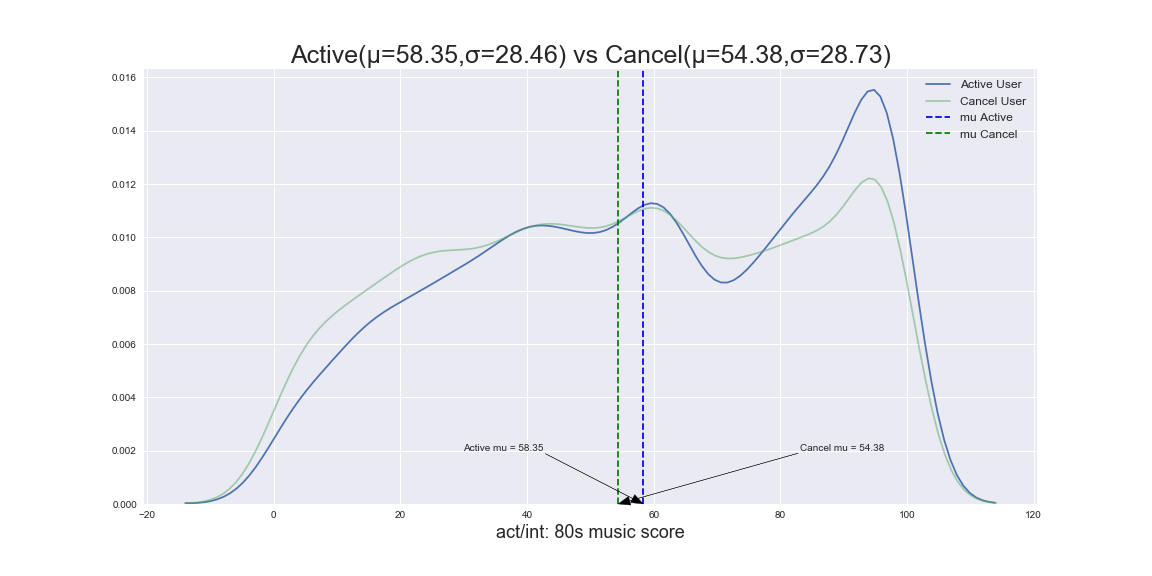 Active(μ=58.35,σ=28.46) vs Cancel(μ=54.38,σ=28.73)
0.016
0.014
0.012
0.010
0.008
0.006
0.004
0.002
0.000
Active User
Cancel User
mu Active
mu Cancel
Active mu = 58.35
Cancel mu = 54.38
−20
0
20
40
60
80
100
120
act/int: 80s music score